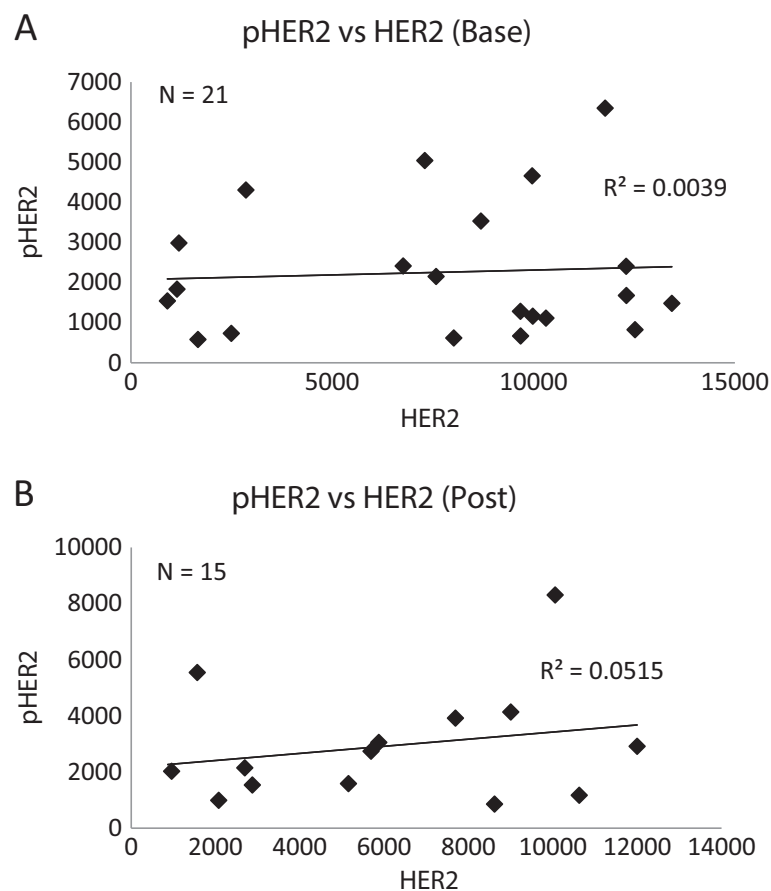 A
pHER2 vs HER2 (Base)
7000
6000
5000
4000
3000
2000
1000
0
N = 21
R² = 0.0039
pHER2
0 5000 10000 15000
HER2
B
pHER2 vs HER2 (Post)
10000
8000
6000
4000
2000
0
N = 15
R² = 0.0515
pHER2
0 2000 4000 6000 8000 10000 12000 14000
HER2